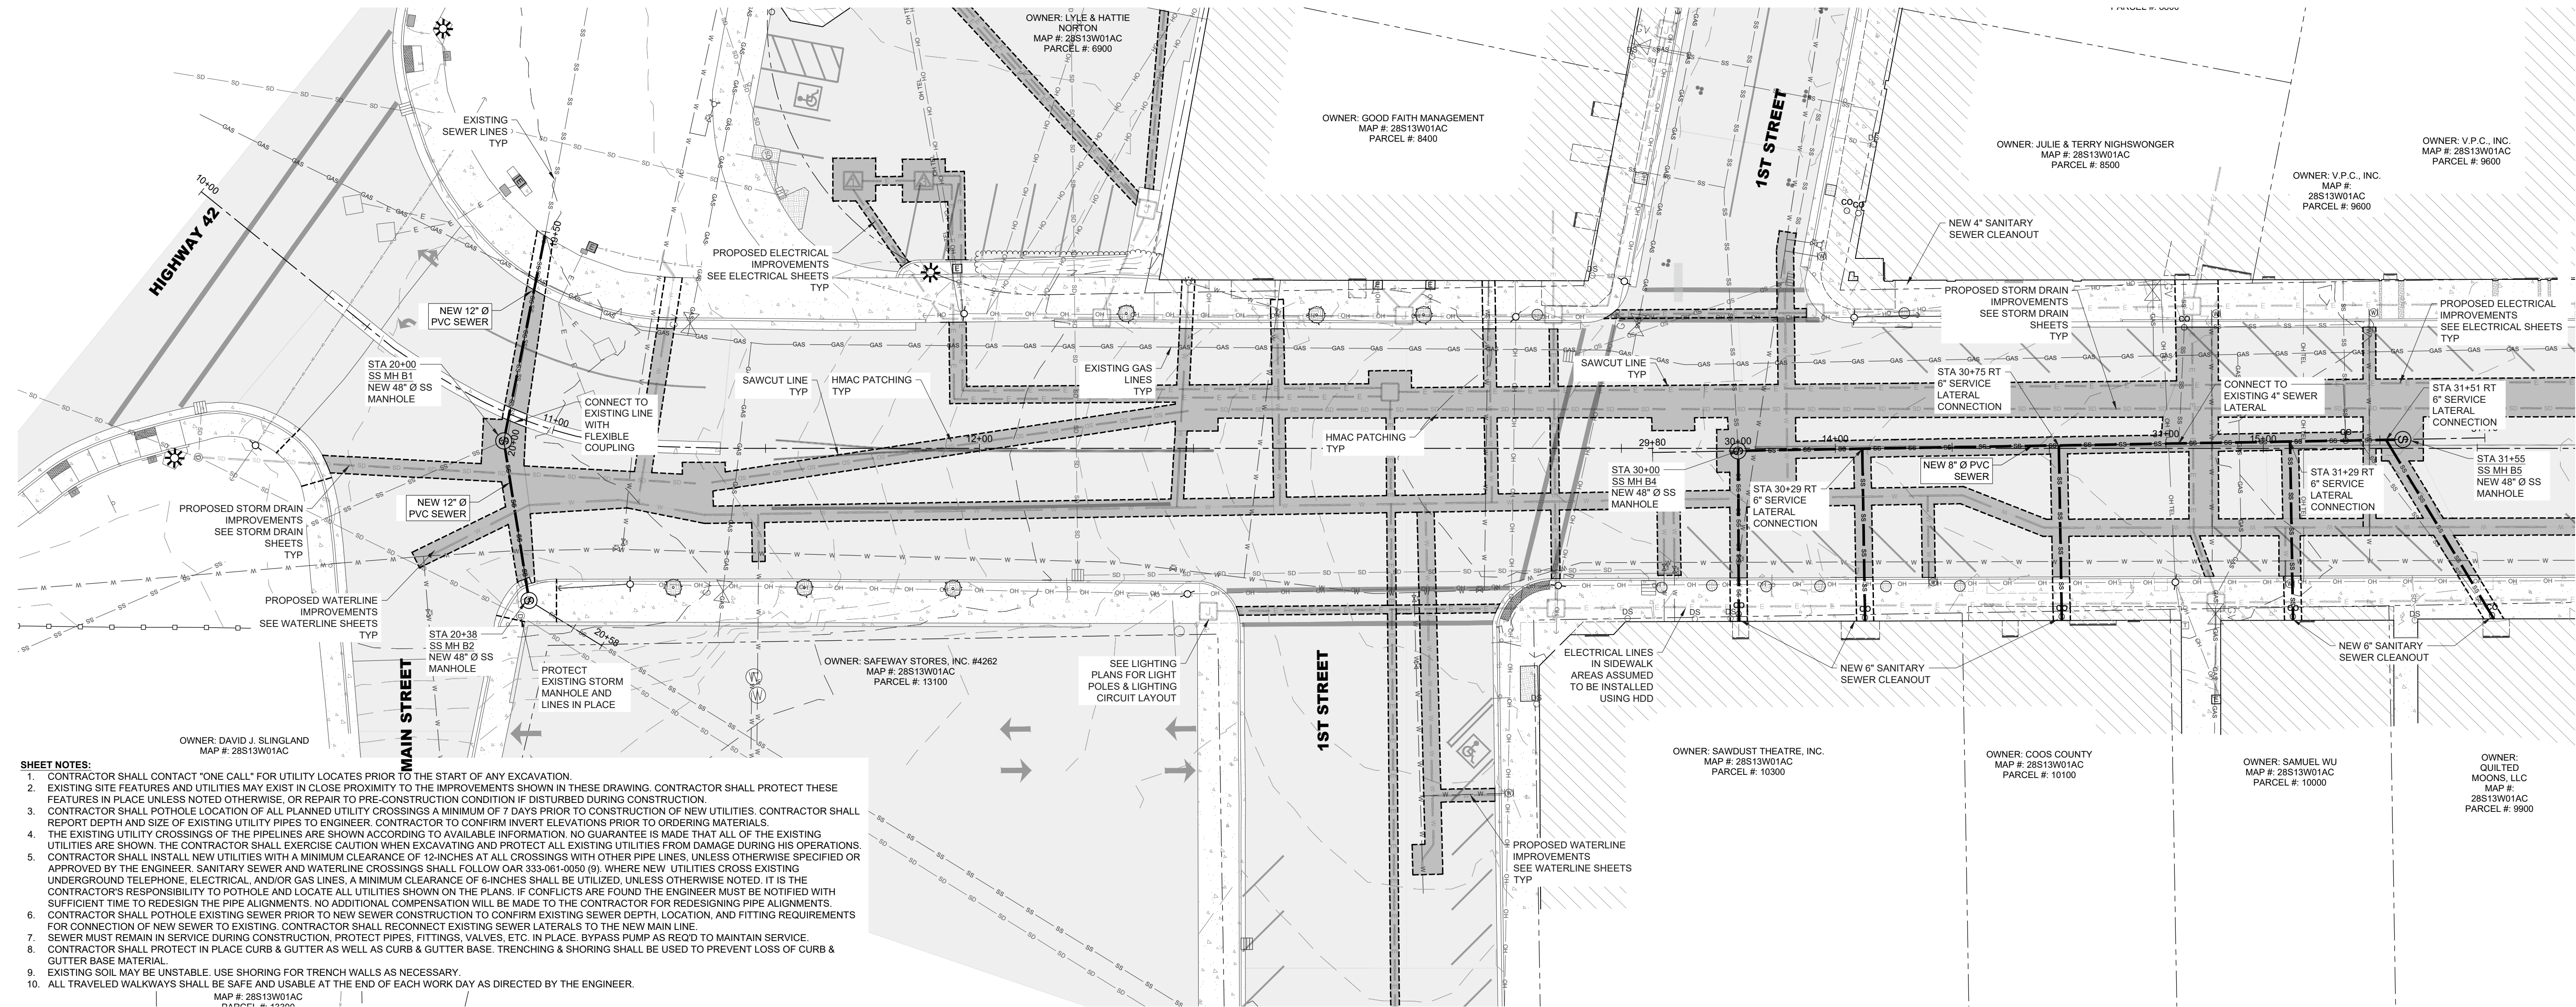 OWNER: LYLE & HATTIE
NORTON
MAP #: 28S13W01AC
PARCEL #: 6900
OWNER: GOOD FAITH MANAGEMENT
MAP #: 28S13W01AC
PARCEL #: 8400
1ST STREET
OWNER: JULIE & TERRY NIGHSWONGER
MAP #: 28S13W01AC
PARCEL #: 8500
OWNER: V.P.C., INC.
MAP #: 28S13W01AC
PARCEL #: 9600
OWNER: V.P.C., INC.
MAP #:
28S13W01AC
PARCEL #: 9600
EXISTING
SEWER LINES
TYP
10+00
HIGHWAY 42
19+50
PROPOSED ELECTRICAL
IMPROVEMENTS
SEE ELECTRICAL SHEETS
TYP
NEW 4" SANITARY
SEWER CLEANOUT
NEW 12" Ø
PVC SEWER
PROPOSED STORM DRAIN
IMPROVEMENTS
SEE STORM DRAIN
SHEETS
TYP
PROPOSED ELECTRICAL
IMPROVEMENTS
SEE ELECTRICAL SHEETS
TYP
STA 20+00
SS MH B1
NEW 48" Ø SS
MANHOLE
SAWCUT LINE
TYP
HMAC PATCHING
TYP
EXISTING GAS
LINES
TYP
SAWCUT LINE
TYP
STA 30+75 RT
6" SERVICE
LATERAL
CONNECTION
CONNECT TO
EXISTING 4" SEWER
LATERAL
STA 31+51 RT
6" SERVICE
LATERAL
CONNECTION
CONNECT TO
EXISTING LINE
WITH
FLEXIBLE
COUPLING
11+00
20+00
12+00
HMAC PATCHING
TYP
29+80
30+00
14+00
31+00
15+00
STA 30+00
SS MH B4
NEW 48" Ø SS
MANHOLE
STA 30+29 RT
6" SERVICE
LATERAL
CONNECTION
NEW 8" Ø PVC
SEWER
STA 31+29 RT
6" SERVICE
LATERAL
CONNECTION
STA 31+55
SS MH B5
NEW 48" Ø SS
MANHOLE
NEW 12" Ø
PVC SEWER
PROPOSED STORM DRAIN
IMPROVEMENTS
SEE STORM DRAIN
SHEETS
TYP
PROPOSED WATERLINE
IMPROVEMENTS
SEE WATERLINE SHEETS
TYP
STA 20+38
SS MH B2
NEW 48" Ø SS
MANHOLE
20+58
PROTECT
EXISTING STORM
MANHOLE AND
LINES IN PLACE
MAIN STREET
OWNER: SAFEWAY STORES, INC. #4262
MAP #: 28S13W01AC
PARCEL #: 13100
SEE LIGHTING
PLANS FOR LIGHT
POLES & LIGHTING
CIRCUIT LAYOUT
1ST STREET
ELECTRICAL LINES
IN SIDEWALK
AREAS ASSUMED
TO BE INSTALLED
USING HDD
NEW 6" SANITARY
SEWER CLEANOUT
NEW 6" SANITARY
SEWER CLEANOUT
OWNER: DAVID J. SLINGLAND
MAP #: 28S13W01AC
OWNER: SAWDUST THEATRE, INC.
MAP #: 28S13W01AC
PARCEL #: 10300
OWNER: COOS COUNTY
MAP #: 28S13W01AC
PARCEL #: 10100
OWNER: SAMUEL WU
MAP #: 28S13W01AC
PARCEL #: 10000
OWNER:
QUILTED
MOONS, LLC
MAP #:
28S13W01AC
PARCEL #: 9900
PROPOSED WATERLINE
IMPROVEMENTS
SEE WATERLINE SHEETS
TYP
SHEET NOTES:
1. CONTRACTOR SHALL CONTACT "ONE CALL" FOR UTILITY LOCATES PRIOR TO THE START OF ANY EXCAVATION.
2. EXISTING SITE FEATURES AND UTILITIES MAY EXIST IN CLOSE PROXIMITY TO THE IMPROVEMENTS SHOWN IN THESE DRAWING. CONTRACTOR SHALL PROTECT THESE
FEATURES IN PLACE UNLESS NOTED OTHERWISE, OR REPAIR TO PRE-CONSTRUCTION CONDITION IF DISTURBED DURING CONSTRUCTION.
3. CONTRACTOR SHALL POTHOLE LOCATION OF ALL PLANNED UTILITY CROSSINGS A MINIMUM OF 7 DAYS PRIOR TO CONSTRUCTION OF NEW UTILITIES. CONTRACTOR SHALL
REPORT DEPTH AND SIZE OF EXISTING UTILITY PIPES TO ENGINEER. CONTRACTOR TO CONFIRM INVERT ELEVATIONS PRIOR TO ORDERING MATERIALS.
4. THE EXISTING UTILITY CROSSINGS OF THE PIPELINES ARE SHOWN ACCORDING TO AVAILABLE INFORMATION. NO GUARANTEE IS MADE THAT ALL OF THE EXISTING
UTILITIES ARE SHOWN. THE CONTRACTOR SHALL EXERCISE CAUTION WHEN EXCAVATING AND PROTECT ALL EXISTING UTILITIES FROM DAMAGE DURING HIS OPERATIONS.
5. CONTRACTOR SHALL INSTALL NEW UTILITIES WITH A MINIMUM CLEARANCE OF 12-INCHES AT ALL CROSSINGS WITH OTHER PIPE LINES, UNLESS OTHERWISE SPECIFIED OR
APPROVED BY THE ENGINEER. SANITARY SEWER AND WATERLINE CROSSINGS SHALL FOLLOW OAR 333-061-0050 (9). WHERE NEW UTILITIES CROSS EXISTING
UNDERGROUND TELEPHONE, ELECTRICAL, AND/OR GAS LINES, A MINIMUM CLEARANCE OF 6-INCHES SHALL BE UTILIZED, UNLESS OTHERWISE NOTED. IT IS THE
CONTRACTOR'S RESPONSIBILITY TO POTHOLE AND LOCATE ALL UTILITIES SHOWN ON THE PLANS. IF CONFLICTS ARE FOUND THE ENGINEER MUST BE NOTIFIED WITH
SUFFICIENT TIME TO REDESIGN THE PIPE ALIGNMENTS. NO ADDITIONAL COMPENSATION WILL BE MADE TO THE CONTRACTOR FOR REDESIGNING PIPE ALIGNMENTS.
6. CONTRACTOR SHALL POTHOLE EXISTING SEWER PRIOR TO NEW SEWER CONSTRUCTION TO CONFIRM EXISTING SEWER DEPTH, LOCATION, AND FITTING REQUIREMENTS
FOR CONNECTION OF NEW SEWER TO EXISTING. CONTRACTOR SHALL RECONNECT EXISTING SEWER LATERALS TO THE NEW MAIN LINE.
7. SEWER MUST REMAIN IN SERVICE DURING CONSTRUCTION, PROTECT PIPES, FITTINGS, VALVES, ETC. IN PLACE. BYPASS PUMP AS REQ'D TO MAINTAIN SERVICE.
8. CONTRACTOR SHALL PROTECT IN PLACE CURB & GUTTER AS WELL AS CURB & GUTTER BASE. TRENCHING & SHORING SHALL BE USED TO PREVENT LOSS OF CURB &
GUTTER BASE MATERIAL.
9. EXISTING SOIL MAY BE UNSTABLE. USE SHORING FOR TRENCH WALLS AS NECESSARY.
10. ALL TRAVELED WALKWAYS SHALL BE SAFE AND USABLE AT THE END OF EACH WORK DAY AS DIRECTED BY THE ENGINEER.
MAP #: 28S13W01AC